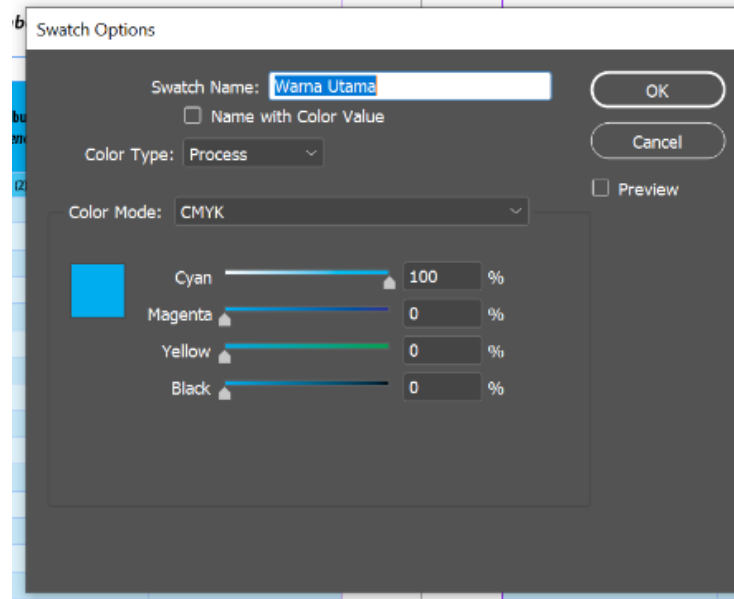 Swatch Options
Swatch Name: Warna Utama
Name with Color Value
Color Type: Process
Color Mode: CMYK
Cyan 100 %
Magenta 0 %
Yellow 0 %
Black 0 %
OK
Cancel
Preview
(2)